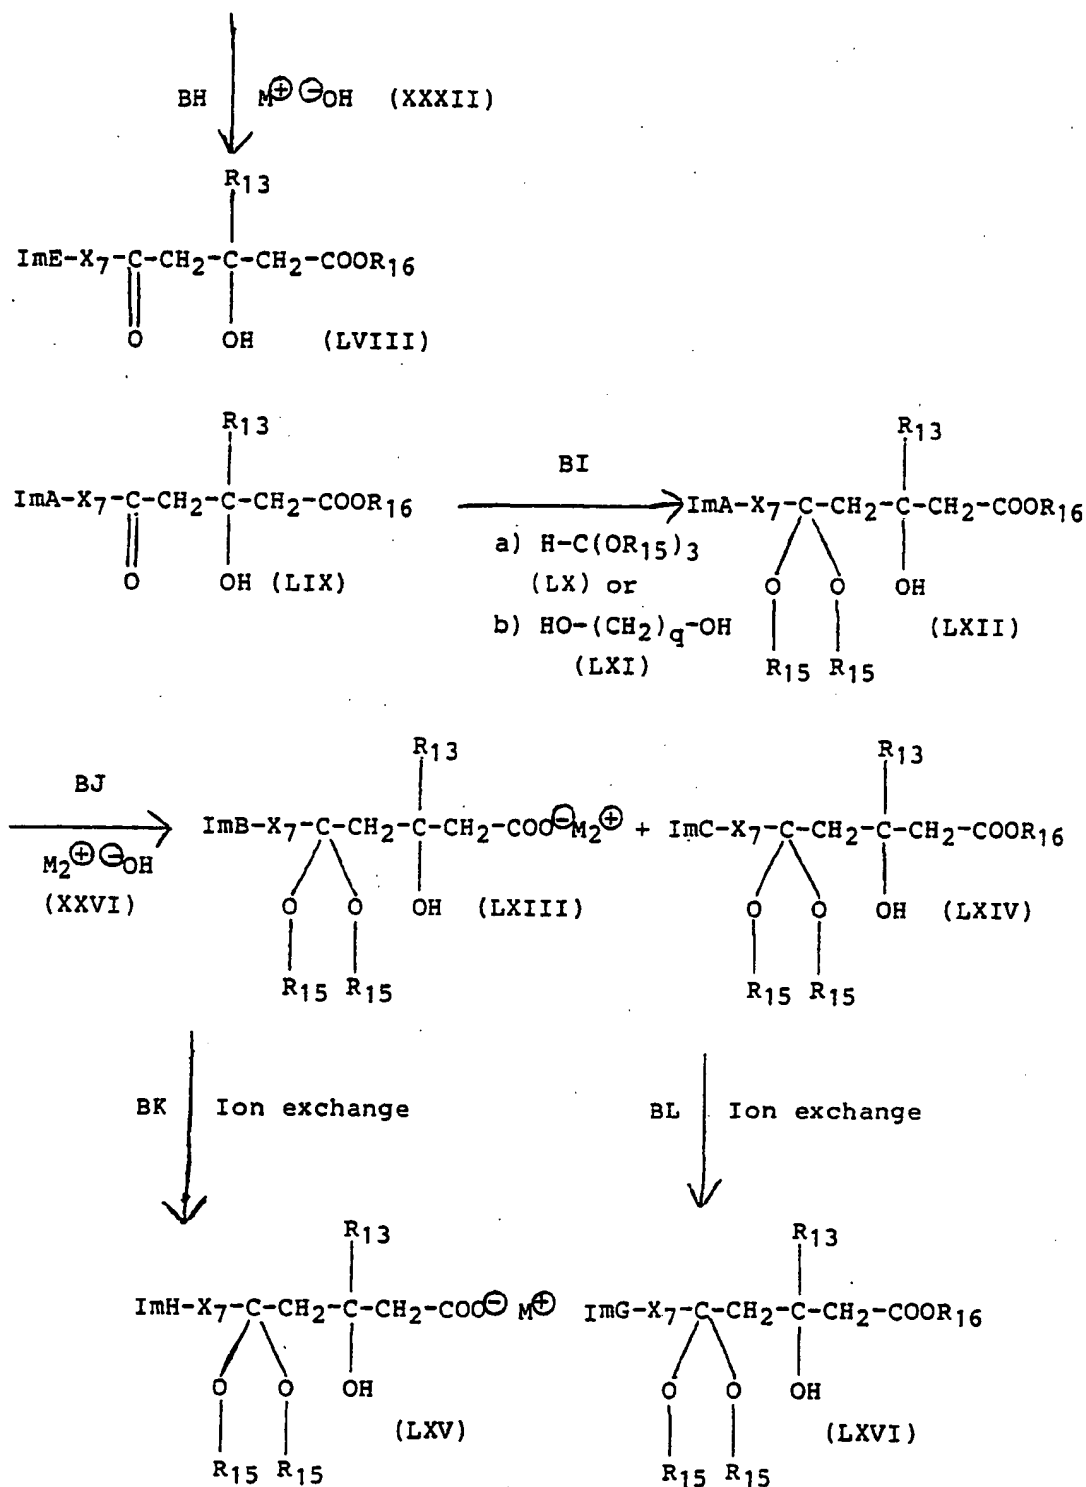 BH M⊕ ⊖OH (XXXII)
R13
ImE-X7-C-CH2-C-CH2-COOR16
O OH (LVIII)
R13 R13
BI
ImA-X7-C-CH2-C-CH2-COOR16 ImA-X7-C-CH2-C-CH2-COOR16
a) H-C(OR15)3
O OH (LIX) (LX) or O O OH
b) HO-(CH2)q-OH (LXII)
(LXI) R15 R15
R13 R13
BJ
ImB-X7-C-CH2-C-CH2-COO⊖M2⊕ + ImC-X7-C-CH2-C-CH2-COOR16
M2⊕⊖OH
(XXVI) O O OH (LXIII) O O OH (LXIV)
R15 R15 R15 R15
BK Ion exchange BL Ion exchange
R13 R13
ImH-X7-C-CH2-C-CH2-COO⊖ M⊕ ImG-X7-C-CH2-C-CH2-COOR16
O O OH O O OH
(LXV) (LXVI)
R15 R15 R15 R15